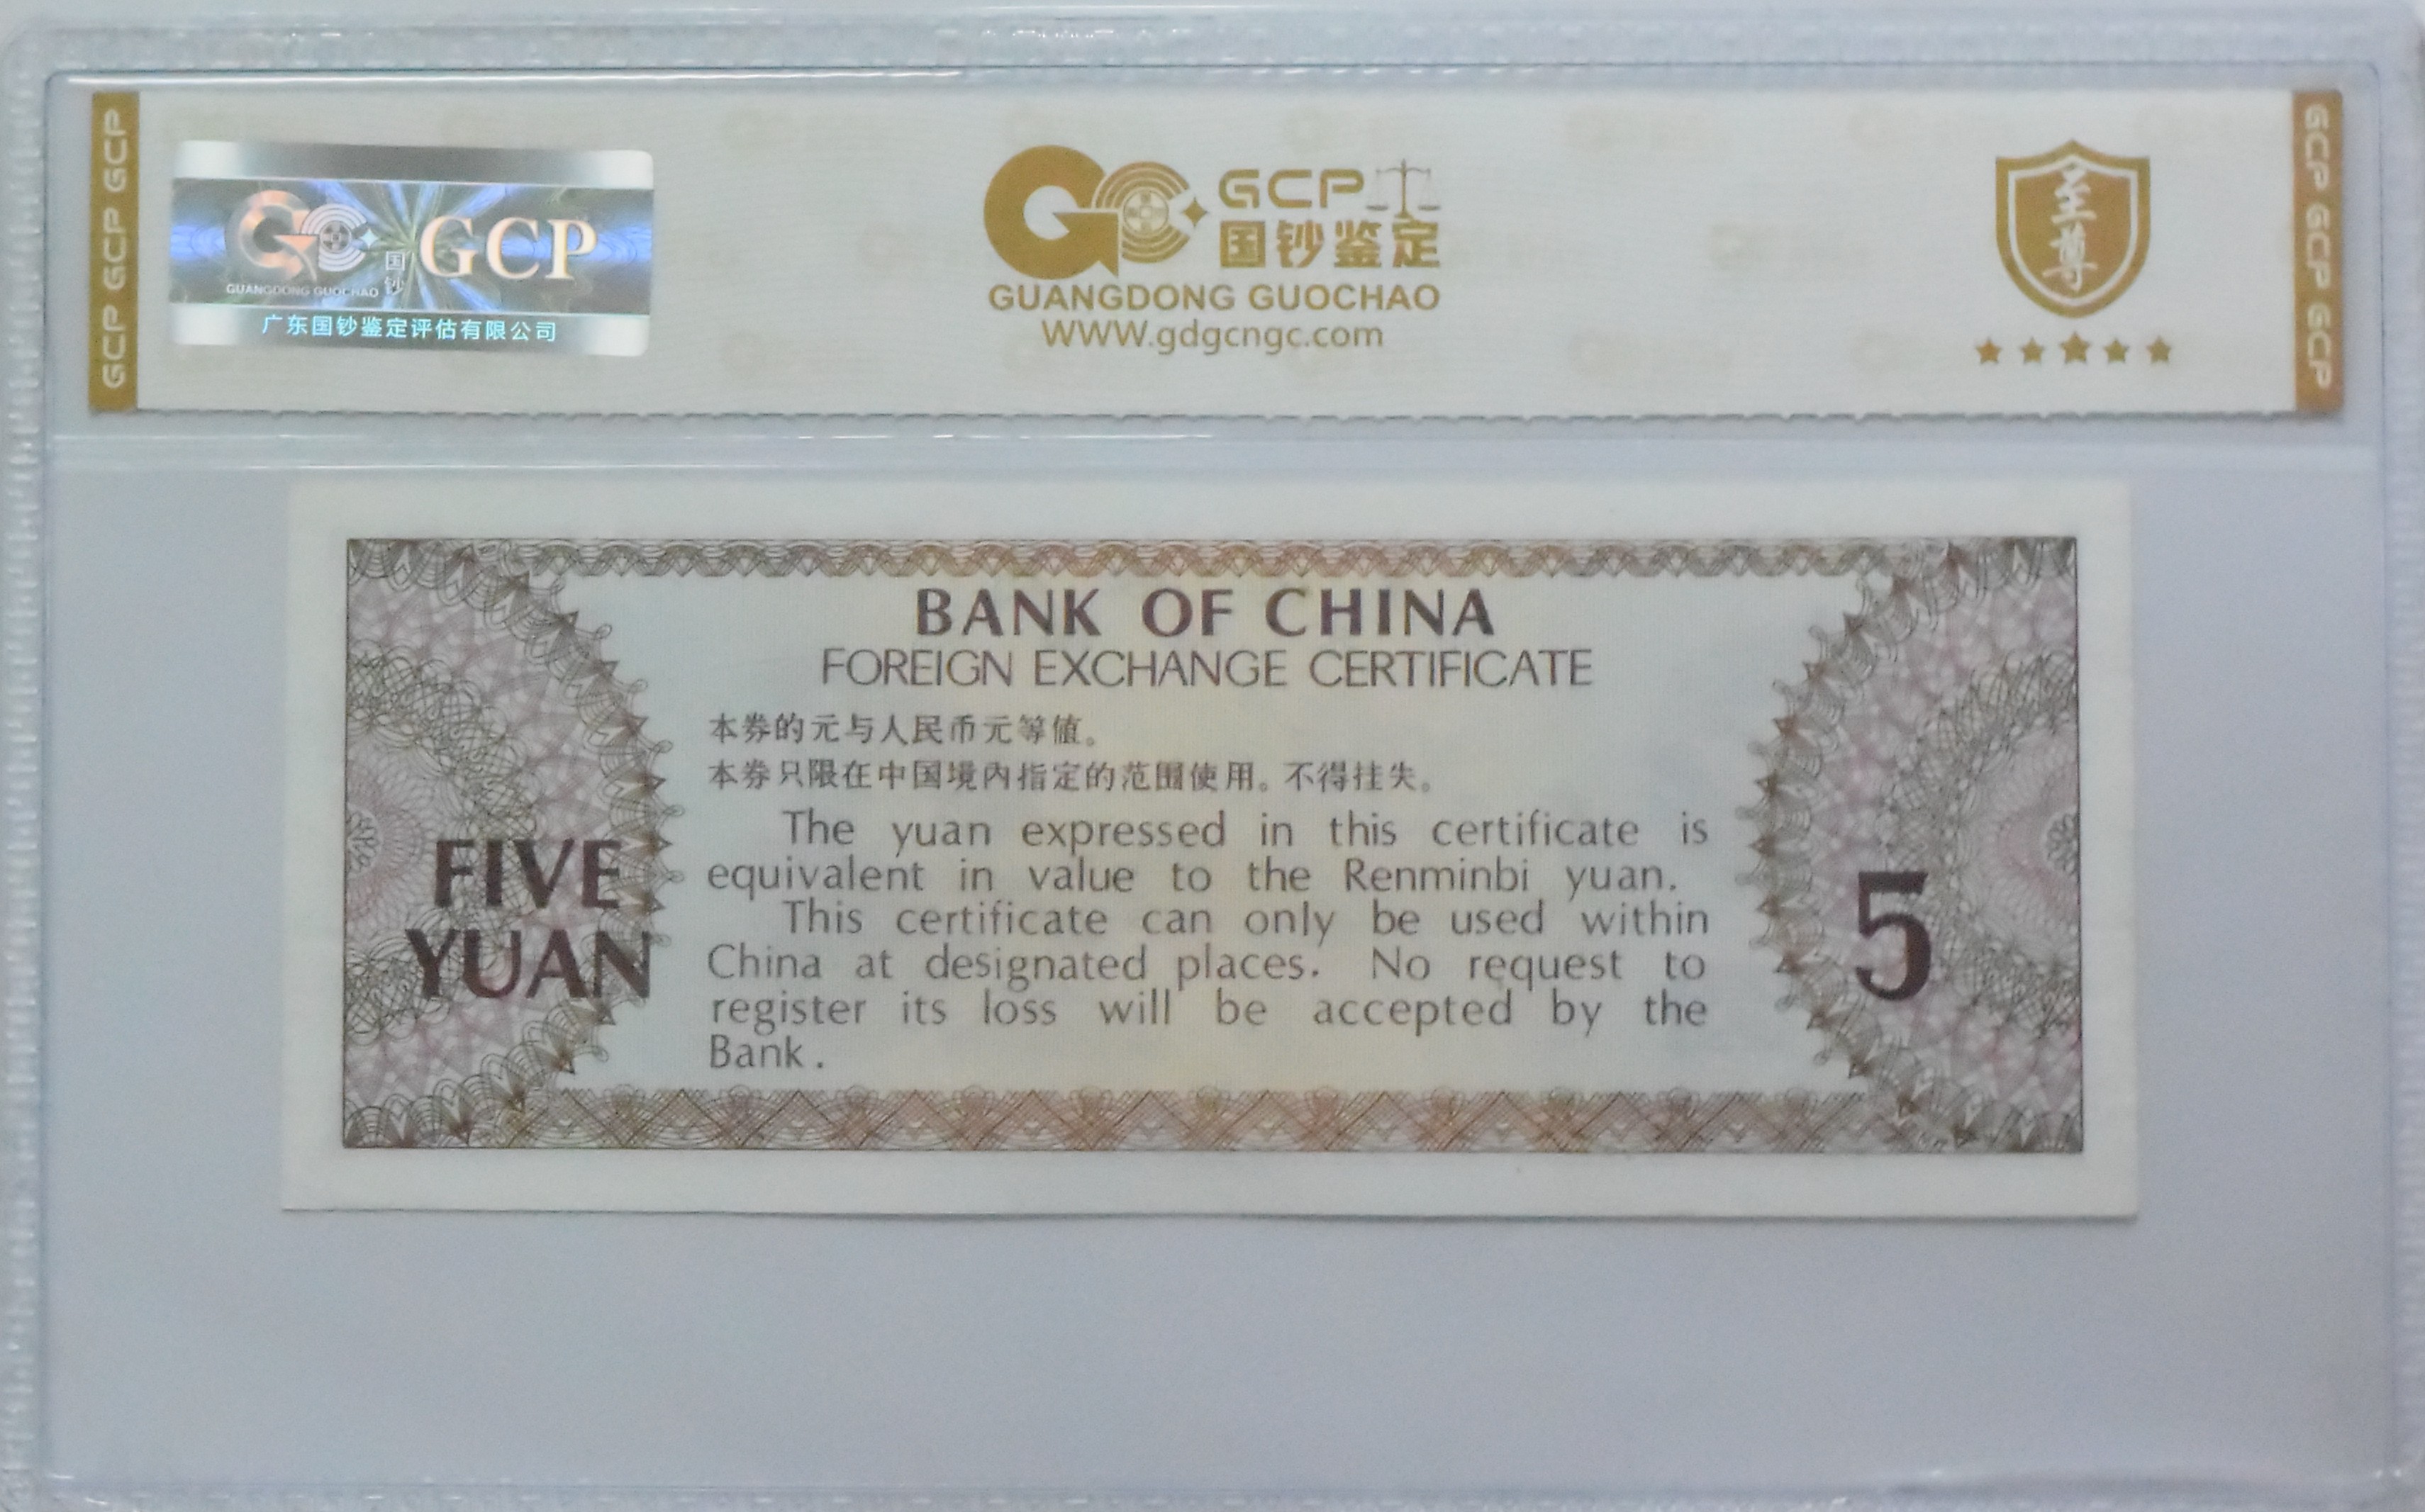 GCP GCP GCP
GC 国钞 GCP
GUANGDONG GUOCHAO
广东国钞鉴定评估有限公司
GCP
国钞鉴定
GUANGDONG GUOCHAO
WWW.gdgcngc.com
至尊
GCP GCP GCP
BANK OF CHINA
FOREIGN EXCHANGE CERTIFICATE
本券的元与人民币元等值。
本券只限在中国境内指定的范围使用。不得挂失。
The yuan expressed in this certificate is
equivalent in value to the Renminbi yuan.
This certificate can only be used within
China at designated places. No request to
register its loss will be accepted by the
Bank.
FIVE
YUAN
5